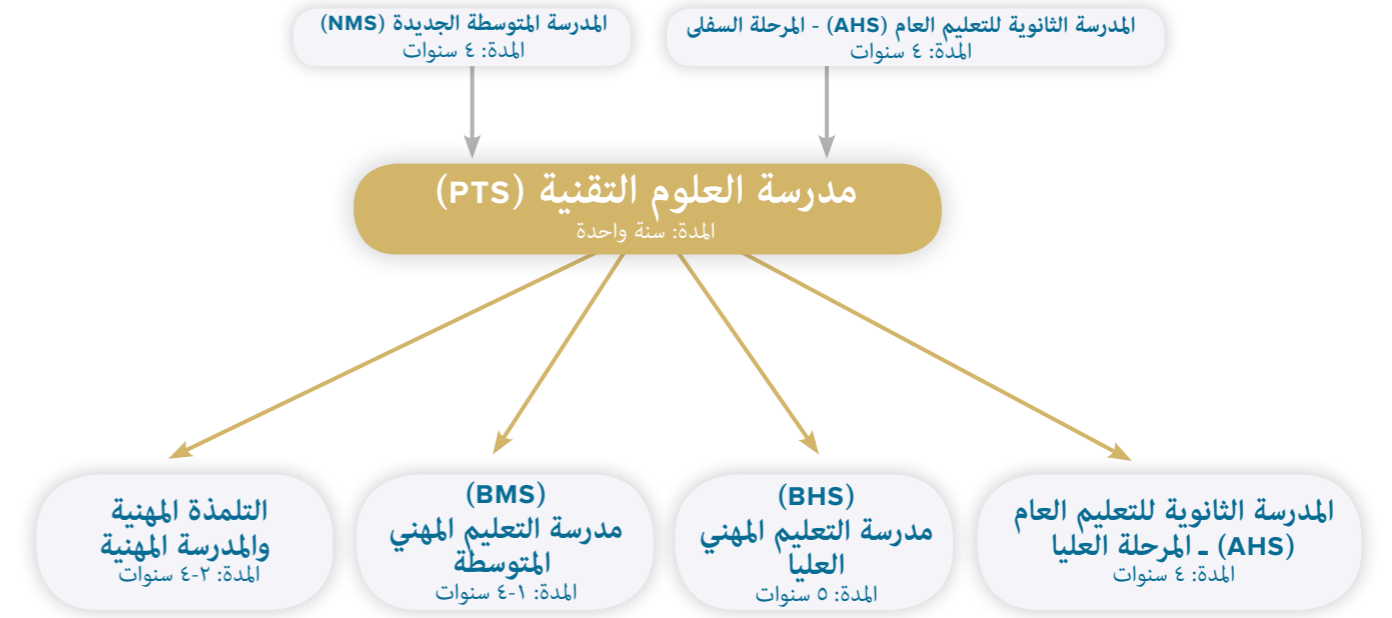 المدرسة الثانوية للتعليم العام (AHS) - المرحلة السفلى
المدة: ٤ سنوات
المدرسة المتوسطة الجديدة (NMS)
المدة: ٤ سنوات
مدرسة العلوم التقنية (PTS)
المدة: سنة واحدة
المدرسة الثانوية للتعليم العام
(AHS) ـ المرحلة العليا
المدة: ٤ سنوات
(BHS)
مدرسة التعليم المهني
العليا
المدة: ٥ سنوات
(BMS)
مدرسة التعليم المهني
المتوسطة
المدة: ١-٤ سنوات
التلمذة المهنية
والمدرسة المهنية
المدة: ٢-٤ سنوات